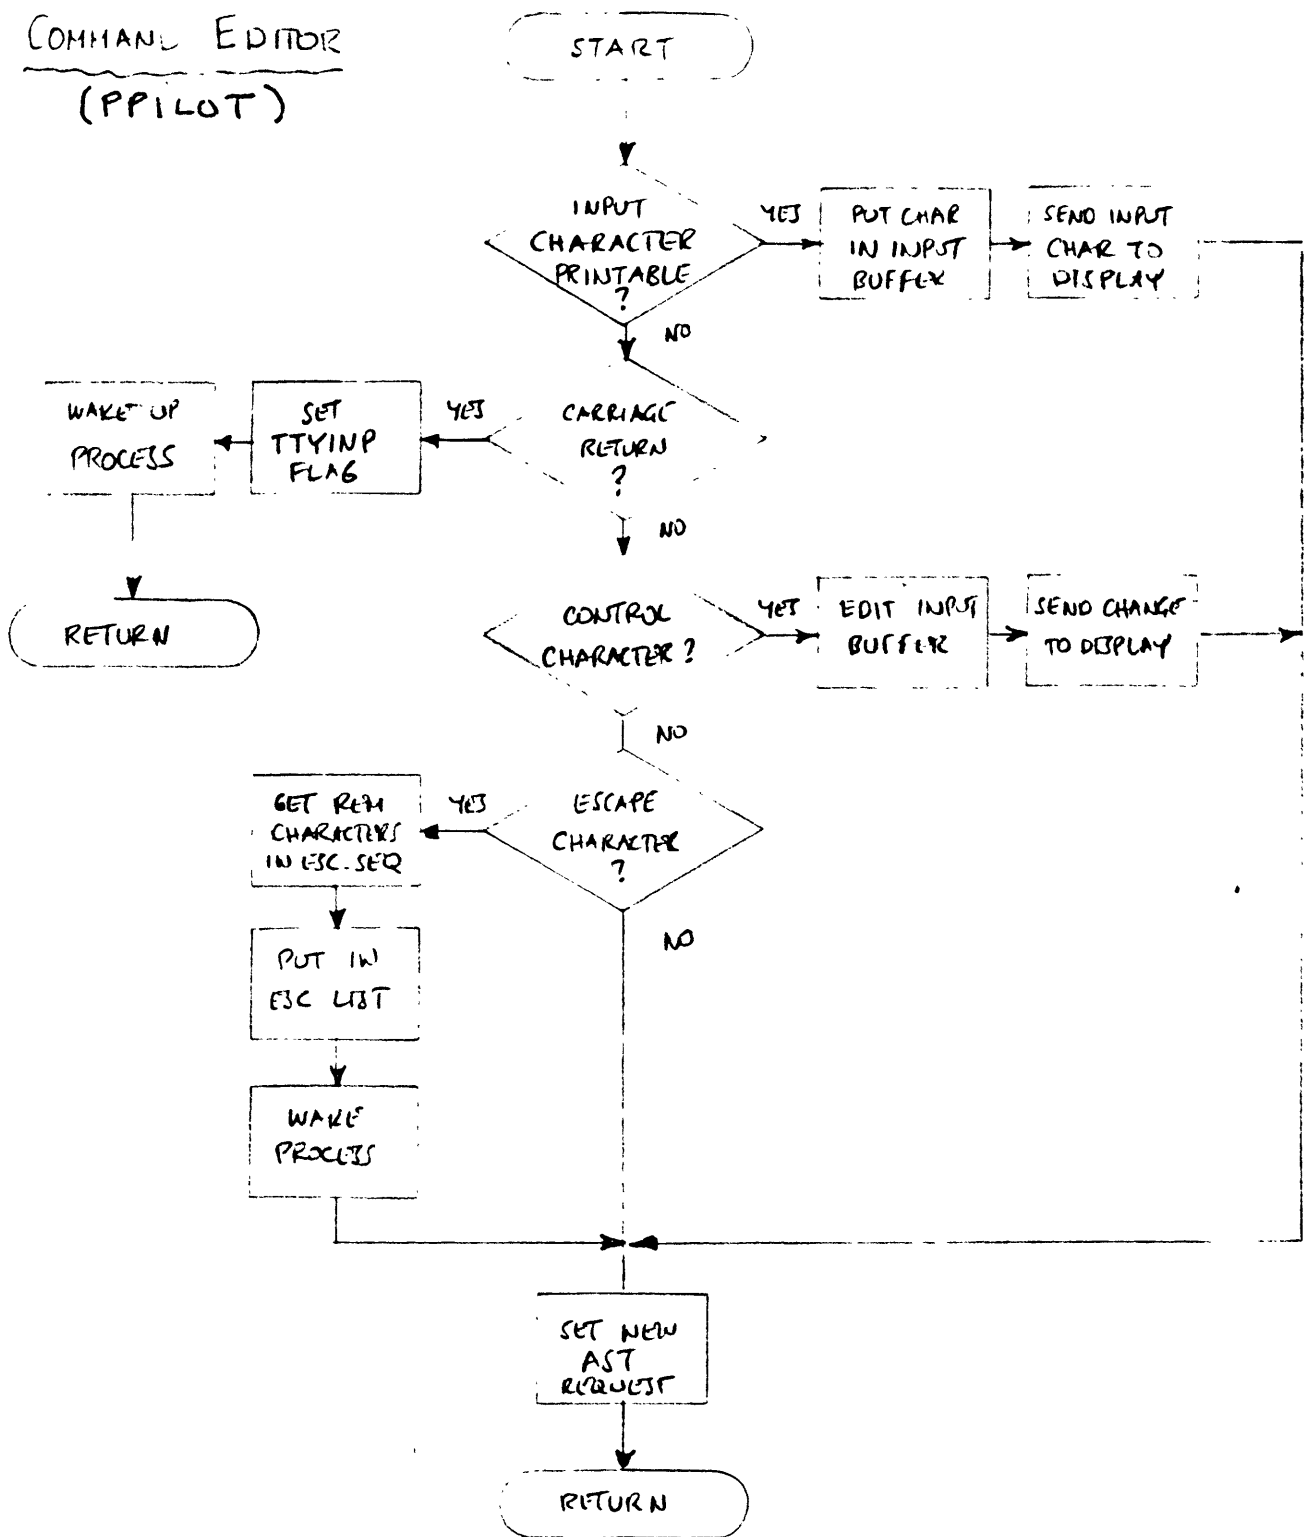 COMMAND EDITOR
(PPILOT)
START
INPUT
CHARACTER
PRINTABLE
?
YES
PUT CHAR
IN INPUT
BUFFER
SEND INPUT
CHAR TO
DISPLAY
NO
CARRIAGE
RETURN
?
YES
SET
TTYINP
FLAG
WAKE UP
PROCESS
RETURN
NO
CONTROL
CHARACTER?
YES
EDIT INPUT
BUFFER
SEND CHANGE
TO DISPLAY
NO
ESCAPE
CHARACTER
?
YES
GET REM
CHARACTERS
IN ESC.SEQ
PUT IN
ESC LIST
WAKE
PROCESS
NO
SET NEW
AST
REQUEST
RETURN